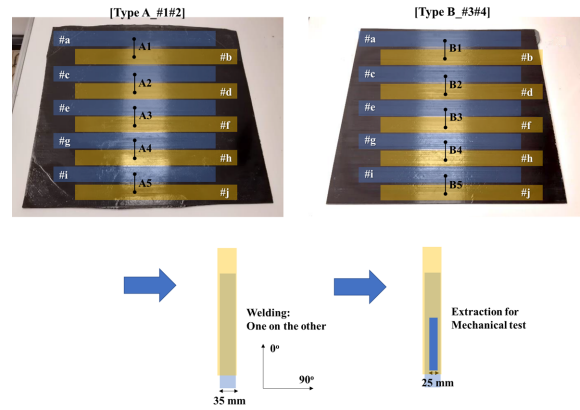 [Type A_#1#2]
[Type B_#3#4]
#a
A1
#b
#c
A2
#d
#e
A3
#f
#g
A4
#h
#i
A5
#j
#a
B1
#b
#c
B2
#d
#e
B3
#f
#g
B4
#h
#i
B5
#j
Welding:
One on the other
0°
90°
35 mm
Extraction for
Mechanical test
25 mm